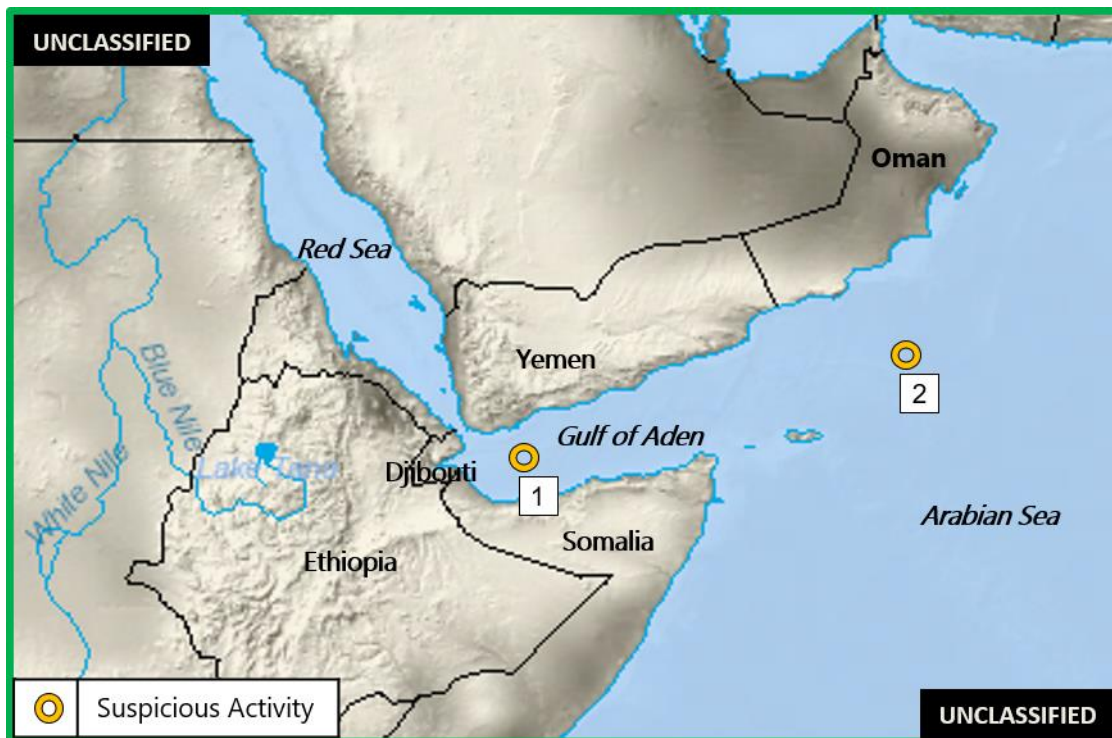 UNCLASSIFIED
Oman
Red Sea
Yemen
2
Blue Nile
Gulf of Aden
White Nile
Lake Tana
Djibouti
1
Arabian Sea
Somalia
Ethiopia
Suspicious Activity
UNCLASSIFIED